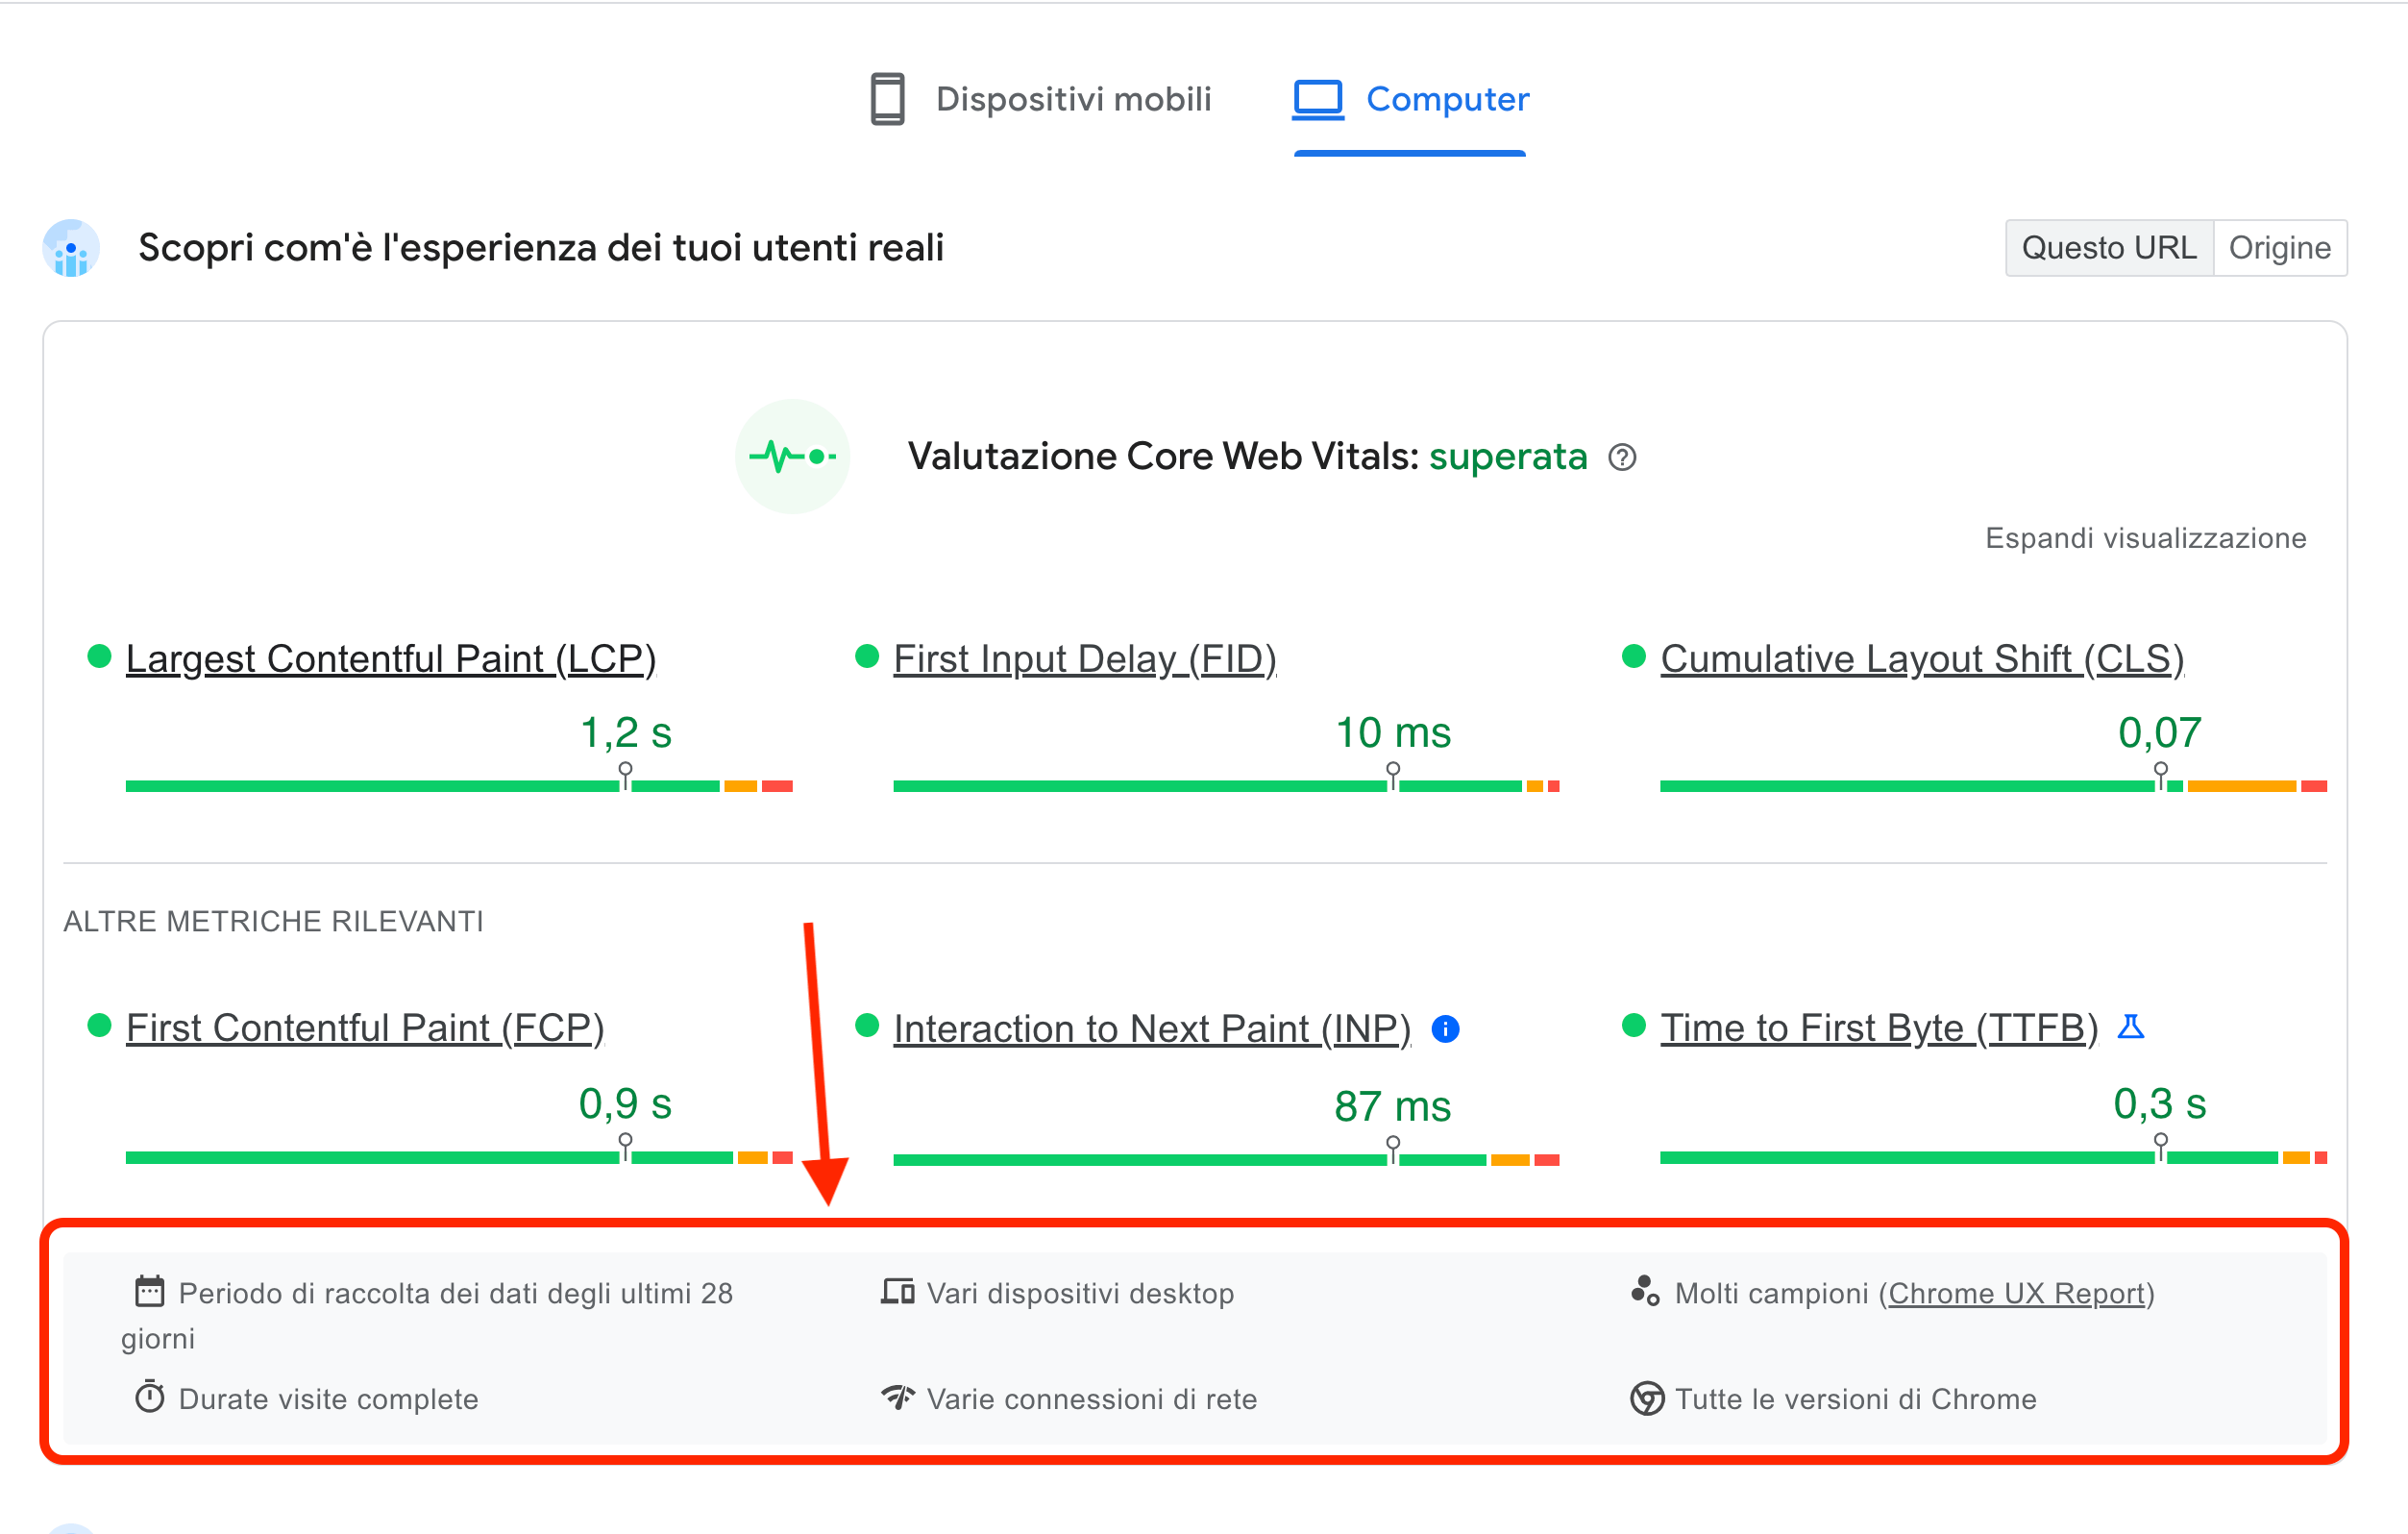 Dispositivi mobili
Computer
Scopri com'è l'esperienza dei tuoi utenti reali
Questo URL
Origine
Valutazione Core Web Vitals: superata
Espandi visualizzazione
Largest Contentful Paint (LCP)
1,2 s
First Input Delay (FID)
10 ms
Cumulative Layout Shift (CLS)
0,07
ALTRE METRICHE RILEVANTI
First Contentful Paint (FCP)
0,9 s
Interaction to Next Paint (INP)
87 ms
Time to First Byte (TTFB)
0,3 s
Periodo di raccolta dei dati degli ultimi 28
giorni
Vari dispositivi desktop
Molti campioni (Chrome UX Report)
Durate visite complete
Varie connessioni di rete
Tutte le versioni di Chrome